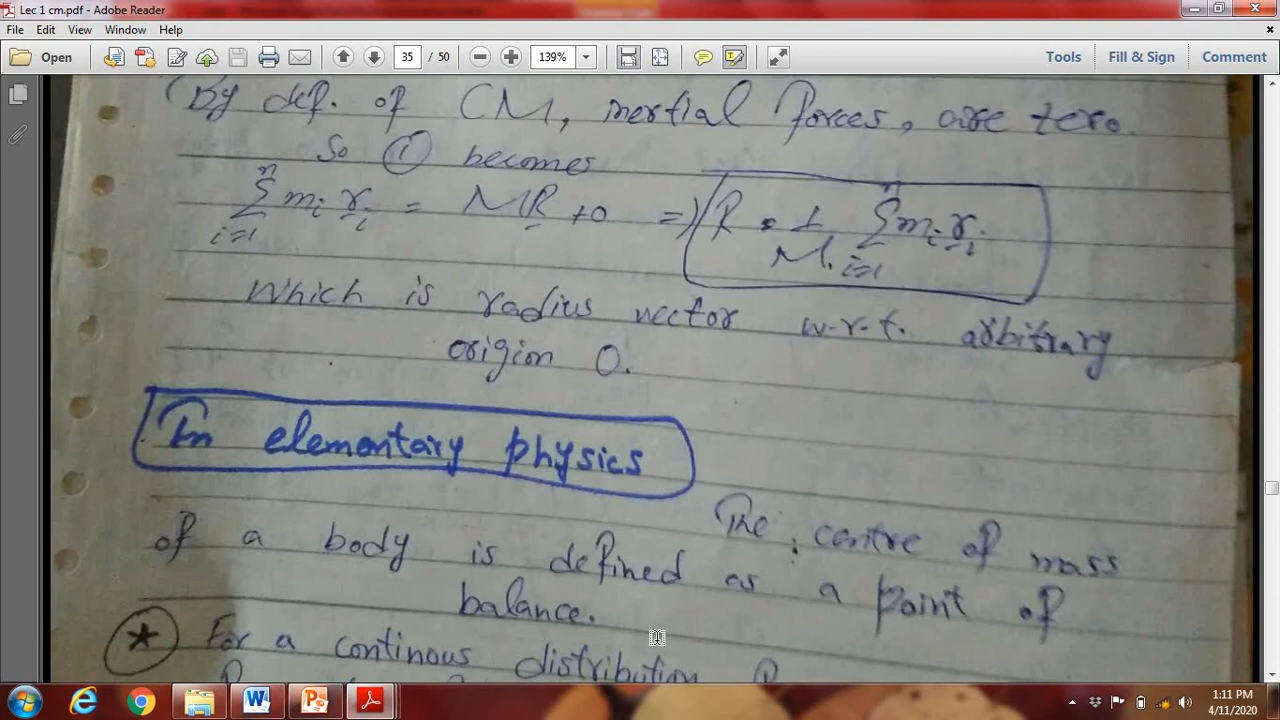 Lec 1 cm.pdf - Adobe Reader
File Edit View Window Help
Open 35 / 50 139% Tools Fill & Sign Comment
(By def. of CM, inertial forces, are zero.
So ① becomes
n n
∑ mᵢ rᵢ = MR + 0 => R = 1 ∑ mᵢ rᵢ
i=1 M i=1
Which is radius vector w.r.t. arbitrary
origion O.
In elementary physics
The centre of mass
of a body is defined as a point of
balance.
* For a continous distribution of
1:11 PM
4/11/2020